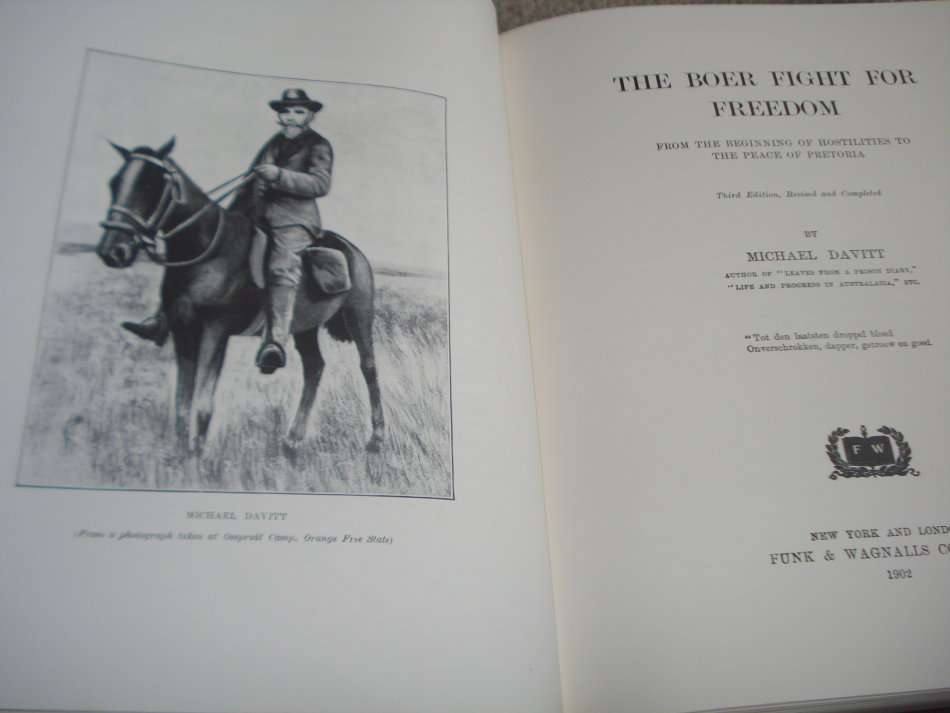 MICHAEL DAVITT
(From a photograph taken at Osspruit Camp, Orange Free State)
THE BOER FIGHT FOR
FREEDOM
FROM THE BEGINNING OF HOSTILITIES TO
THE PEACE OF PRETORIA
Third Edition, Revised and Completed
BY
MICHAEL DAVITT
AUTHOR OF "LEAVES FROM A PRISON DIARY,"
"LIFE AND PROGRESS IN AUSTRALASIA," ETC.
"Tot den laatsten droppel bloed
Onverschrokken, dapper, getrouw en goed.
F W
NEW YORK AND LOND
FUNK & WAGNALLS CO
1902